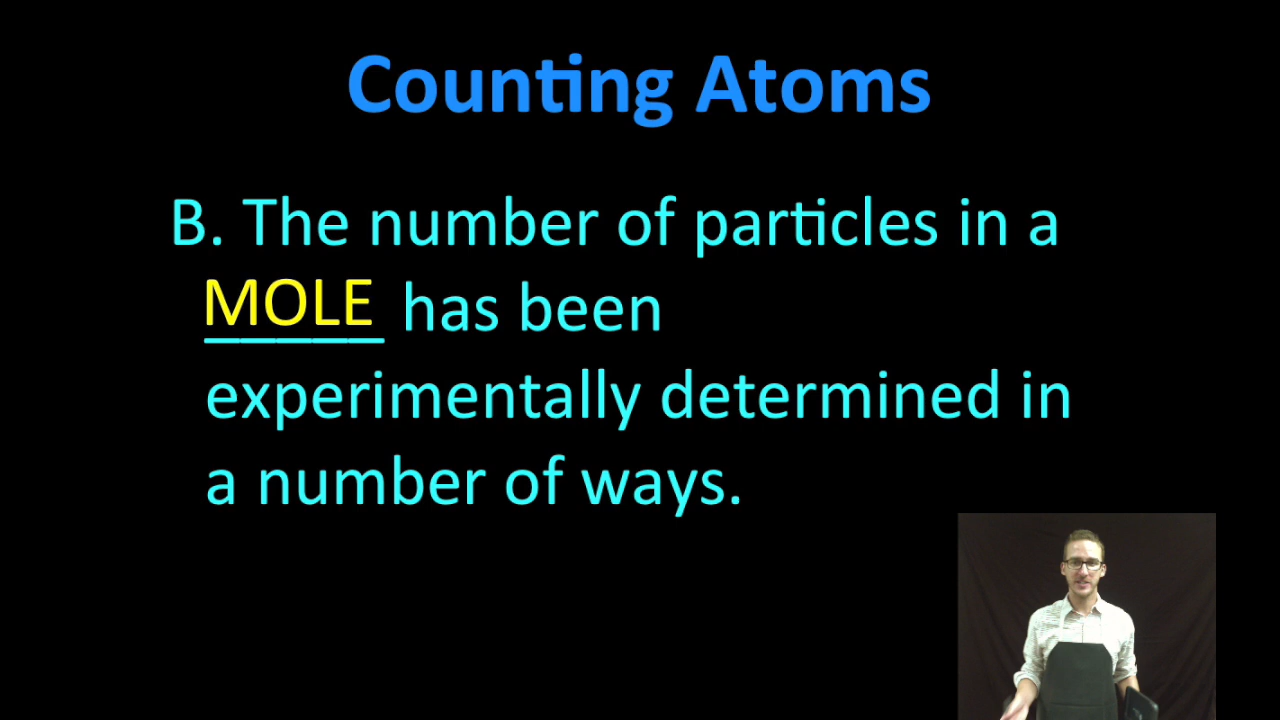 Counting Atoms
B. The number of particles in a
MOLE has been
experimentally determined in
a number of ways.